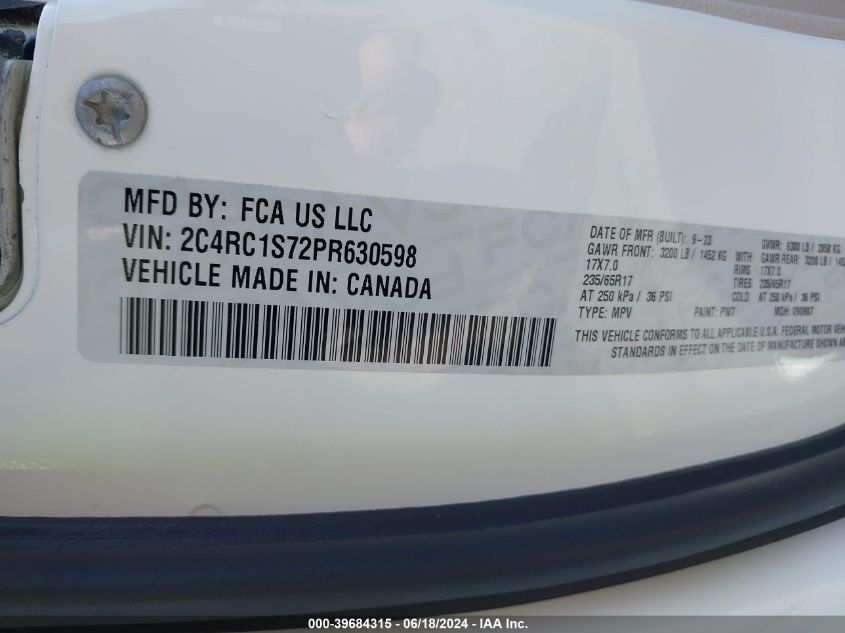 MFD BY: FCA US LLC
VIN: 2C4RC1S72PR630598
VEHICLE MADE IN: CANADA
DATE OF MFR (BUILT): 9-23 GVWR: 6300 LB / 2858 KG
GAWR FRONT: 3200 LB / 1452 KG WITH GAWR REAR: 3200 LB /
17X7.0 RIMS 17X7.0
235/65R17 TIRES 235/65R17
AT 250 kPa / 36 PSI COLD AT 250 kPa / 36 PSI
TYPE: MPV PAINT: PW7 MDH: 090907
THIS VEHICLE CONFORMS TO ALL APPLICABLE U.S.A. FEDERAL MOTOR
STANDARDS IN EFFECT ON THE DATE OF MANUFACTURE SHOWN
000-39684315 - 06/18/2024 - IAA Inc.